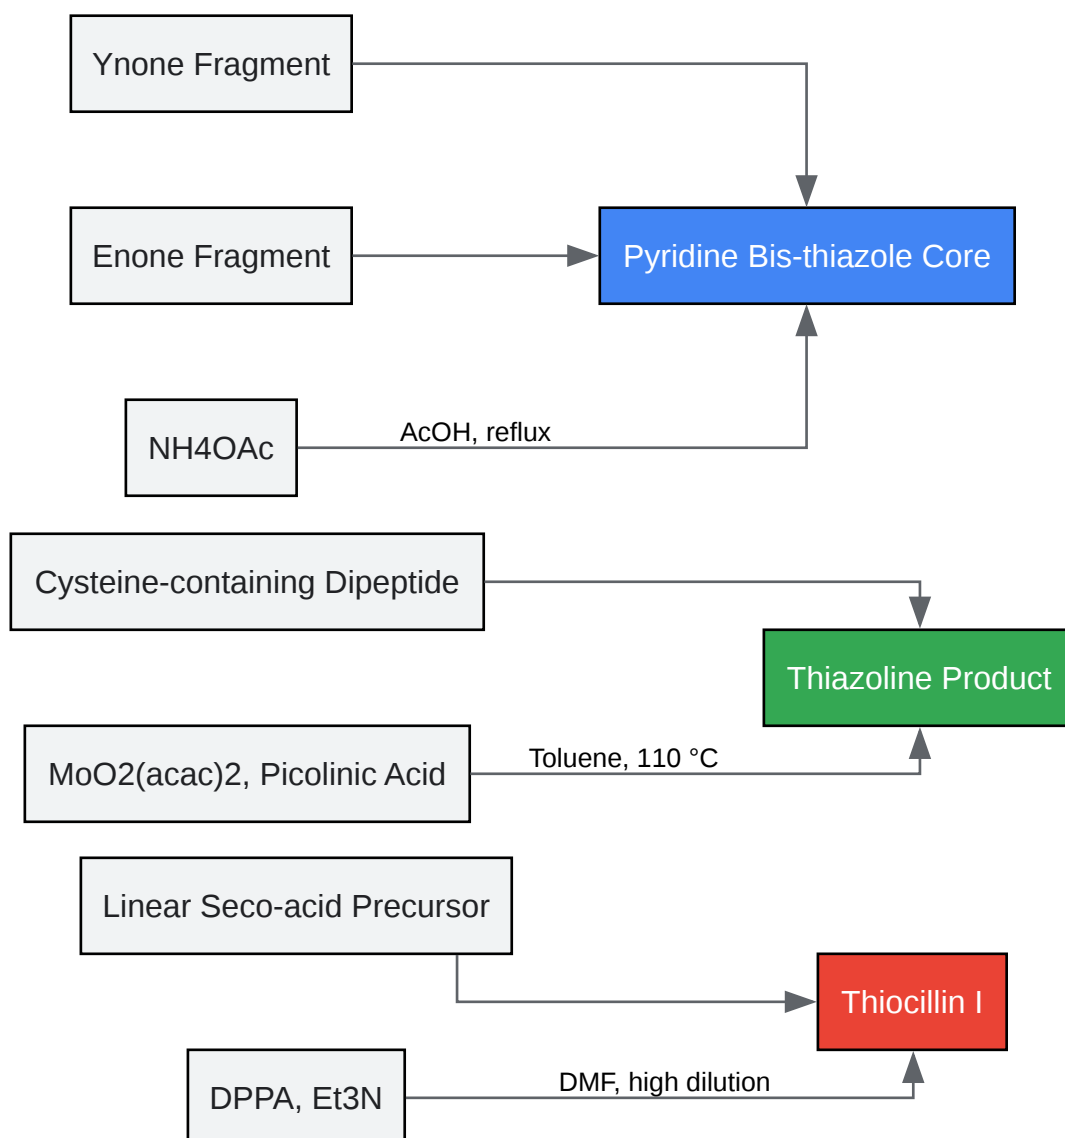 Ynone Fragment
Enone Fragment
Pyridine Bis-thiazole Core
AcOH, reflux
NH4OAc
Cysteine-containing Dipeptide
Thiazoline Product
Toluene, 110 °C
MoO2(acac)2, Picolinic Acid
Linear Seco-acid Precursor
Thiocillin I
DMF, high dilution
DPPA, Et3N